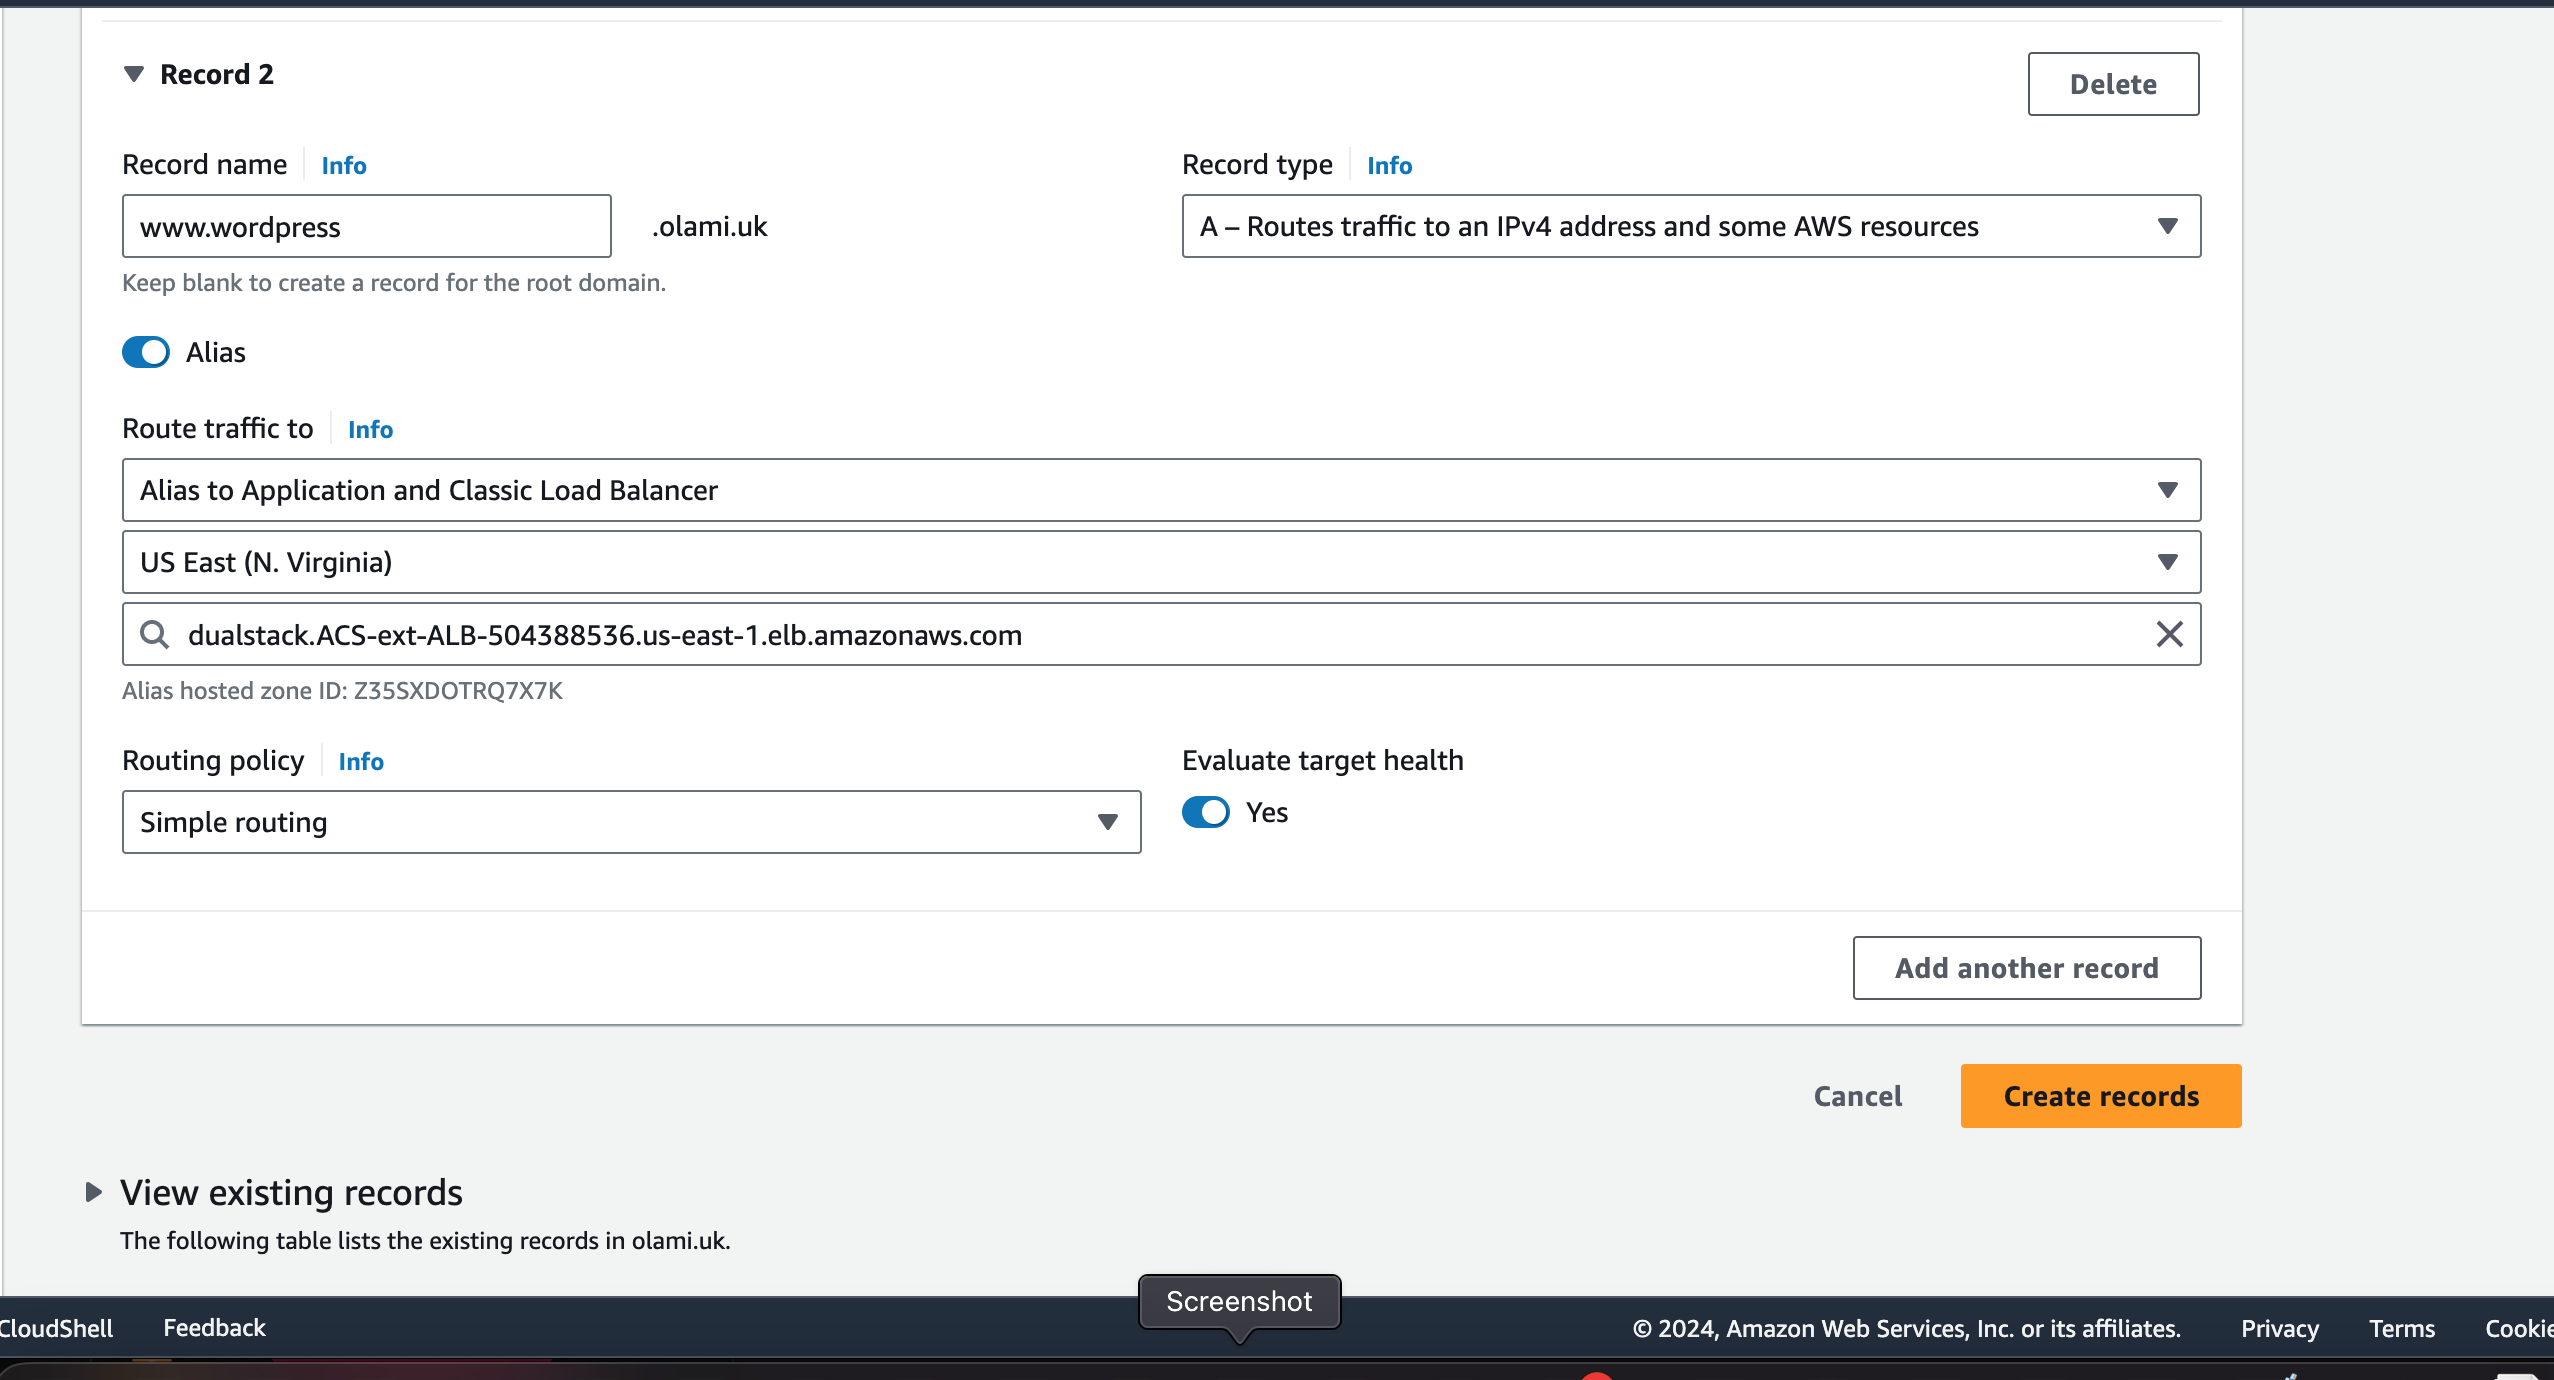 Record 2
Delete
Record name Info
Record type Info
www.wordpress .olami.uk
A – Routes traffic to an IPv4 address and some AWS resources
Keep blank to create a record for the root domain.
Alias
Route traffic to Info
Alias to Application and Classic Load Balancer
US East (N. Virginia)
dualstack.ACS-ext-ALB-504388536.us-east-1.elb.amazonaws.com
Alias hosted zone ID: Z35SXDOTRQ7X7K
Routing policy Info
Evaluate target health
Simple routing
Yes
Add another record
Cancel
Create records
View existing records
The following table lists the existing records in olami.uk.
Screenshot
CloudShell Feedback
© 2024, Amazon Web Services, Inc. or its affiliates. Privacy Terms Cookie